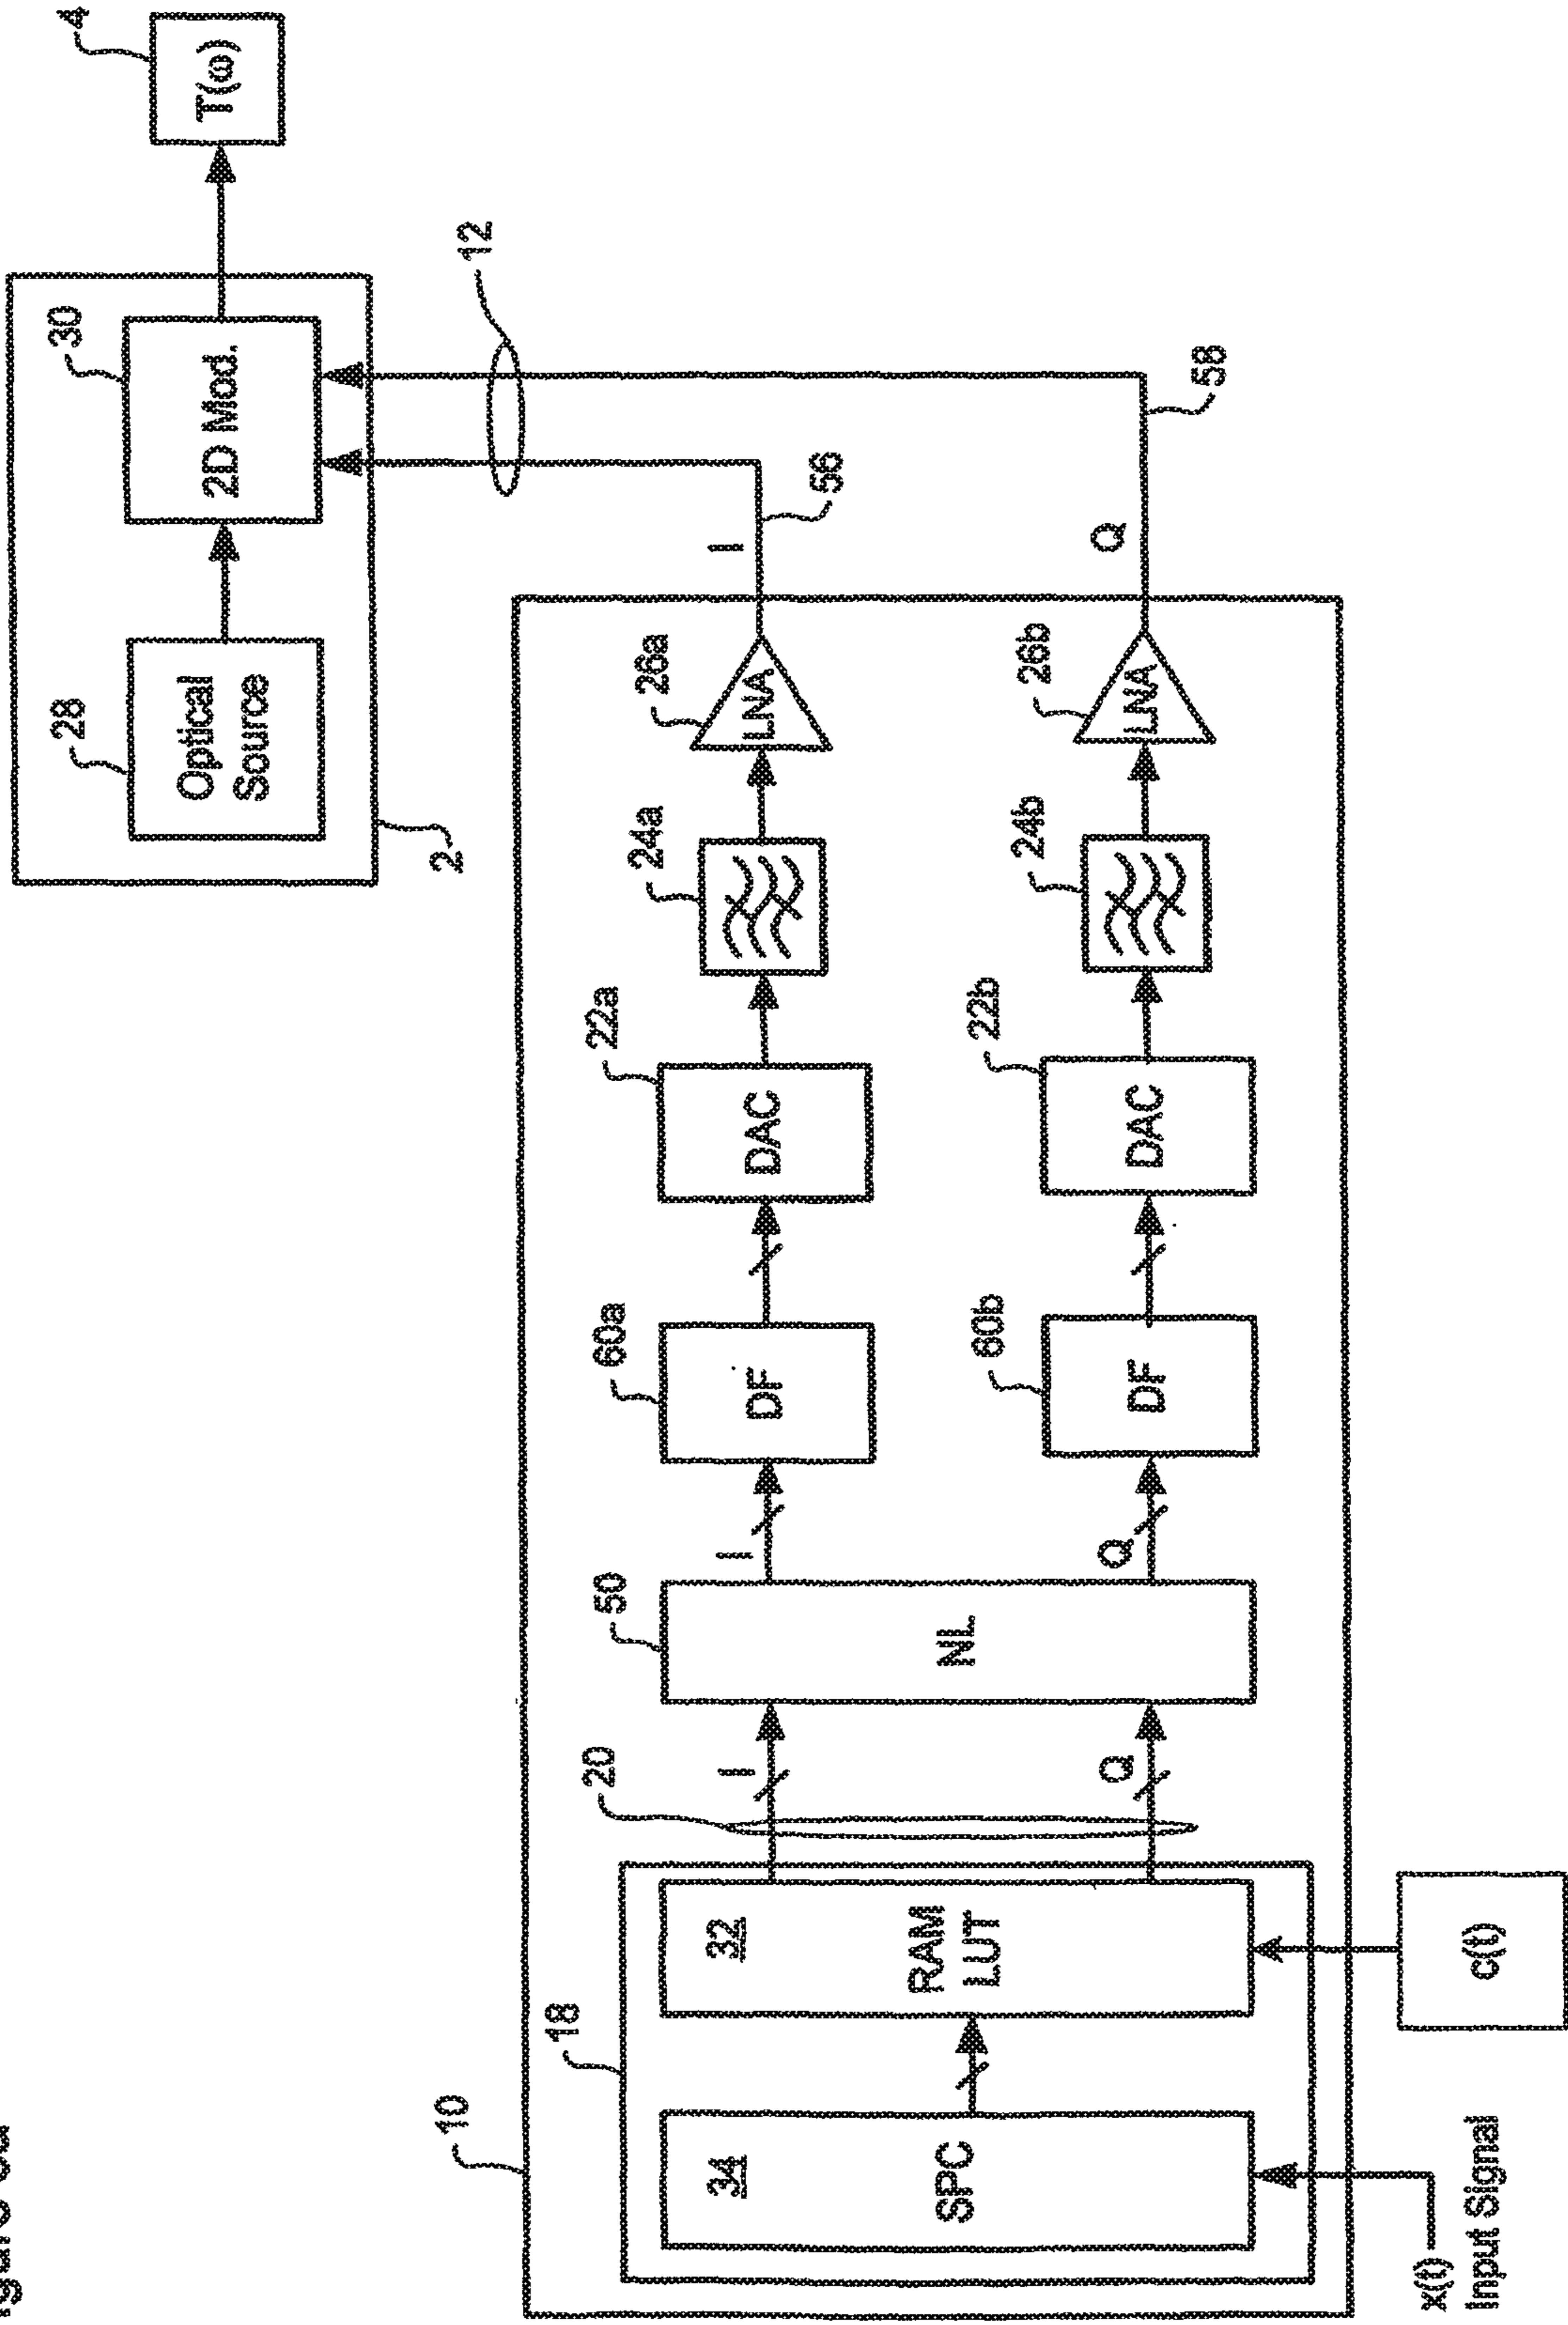 4
T(ω)
30
2D Mod.
28
Optical
Source
2
12
56
58
I
Q
26a
LNA
26b
LNA
24a
24b
22a
DAC
22b
DAC
60a
DF
60b
DF
I
Q
50
NL
20
I
Q
18
32
RAM
LUT
34
SPC
10
c(t)
x(t)
Input Signal